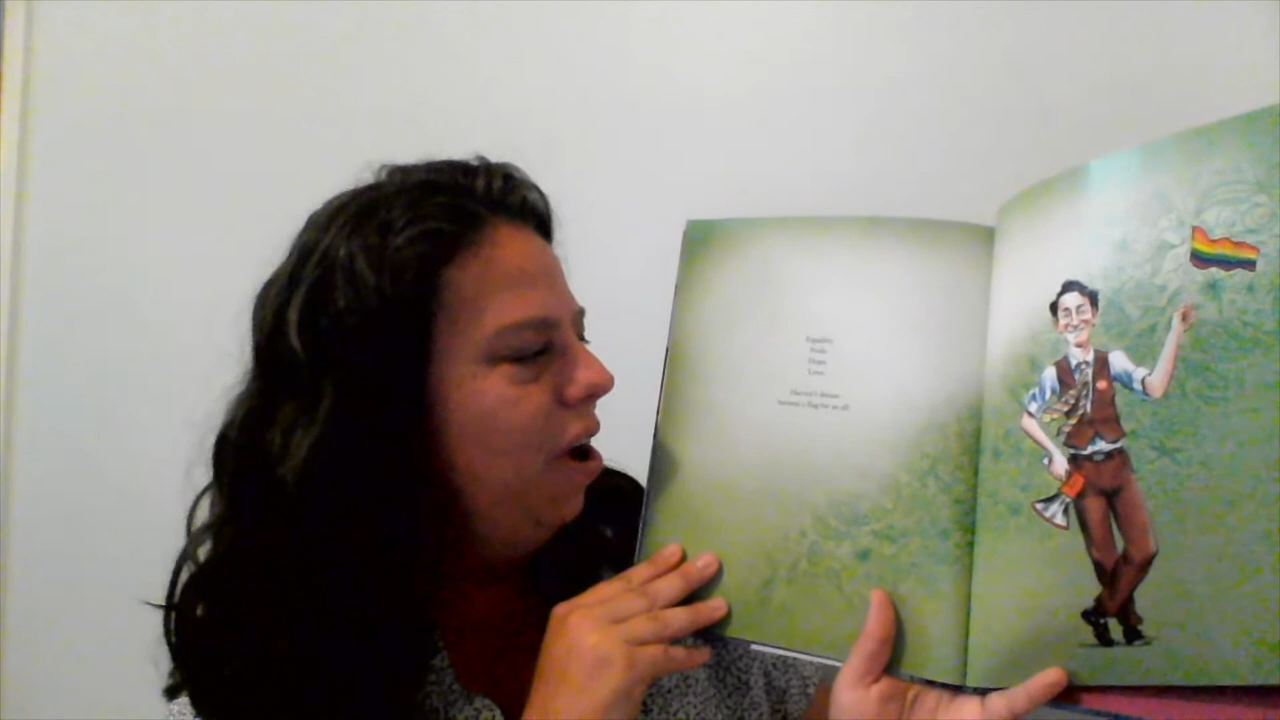 Equality.
Pride.
Hope.
Love.
Harvey's dream
became a flag for us all.